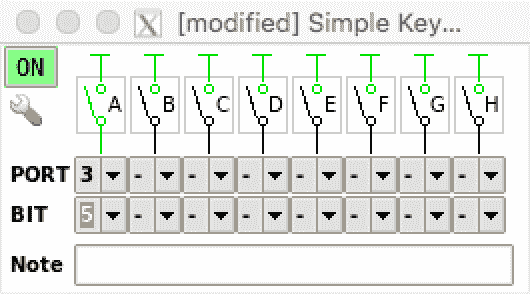 X [modified] Simple Key...
ON
A B C D E F G H
PORT 3 - - - - - - -
BIT 5 - - - - - - -
Note